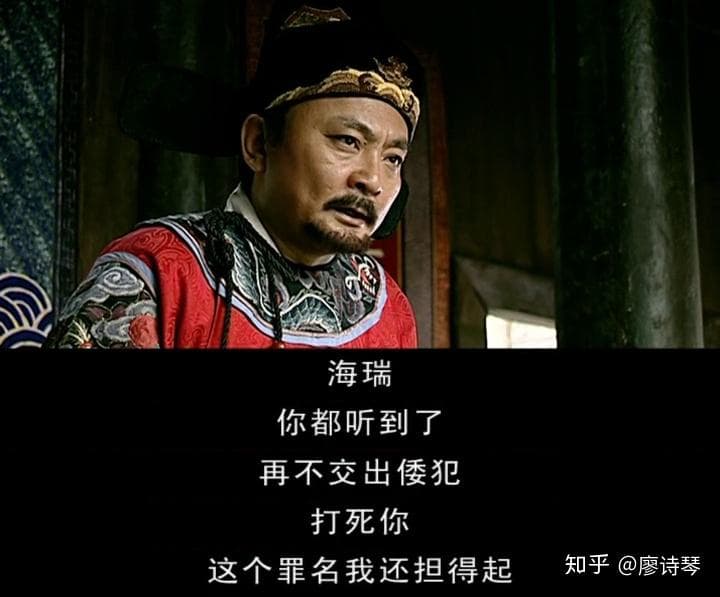 海瑞
你都听到了
再不交出倭犯
打死你
这个罪名我还担得起
知乎 @廖诗琴